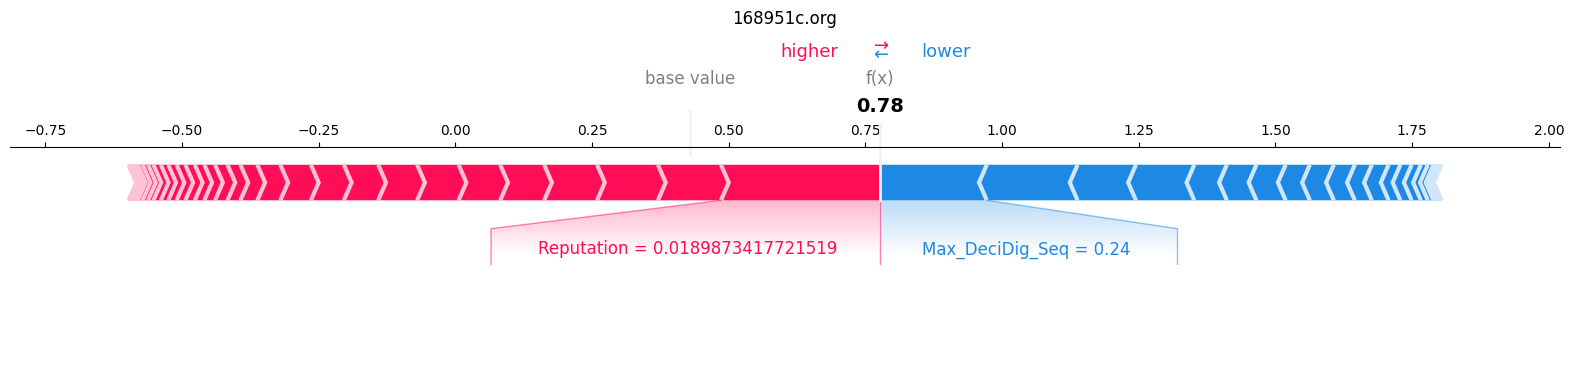 168951c.org
higher ⇄ lower
base value f(x)
0.78
−0.75 −0.50 −0.25 0.00 0.25 0.50 0.75 1.00 1.25 1.50 1.75 2.00
Reputation = 0.0189873417721519 Max_DeciDig_Seq = 0.24